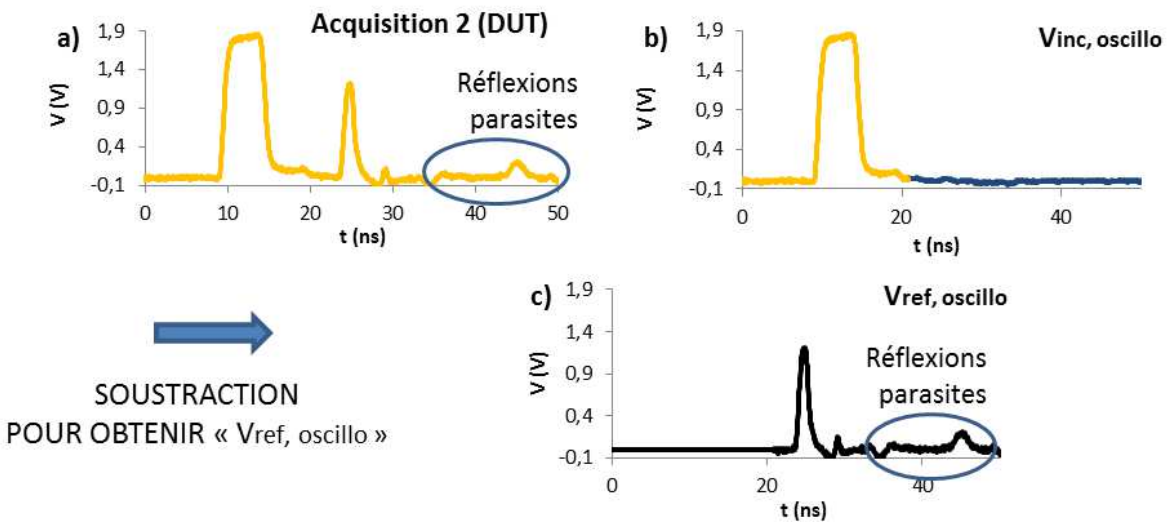 a)
Acquisition 2 (DUT)
1,9
1,4
0,9
0,4
-0,1
V (V)
Réflexions
parasites
0 10 20 30 40 50
t (ns)
b)
Vinc, oscillo
1,9
1,4
0,9
0,4
-0,1
V (V)
0 20 40
t (ns)
SOUSTRACTION
POUR OBTENIR « Vref, oscillo »
c)
Vref, oscillo
1,9
1,4
0,9
0,4
-0,1
V (V)
Réflexions
parasites
0 20 40
t (ns)